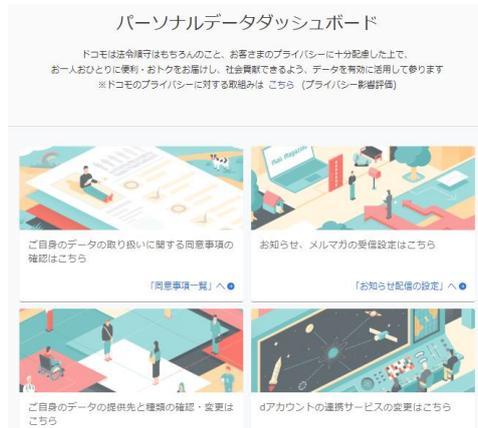 パーソナルデータダッシュボード
ドコモは法令順守はもちろんのこと、お客さまのプライバシーに十分配慮した上で、
お一人おひとりに便利・おトクをお届けし、社会貢献できるよう、データを有効に活用して参ります
※ドコモのプライバシーに対する取組みは こちら (プライバシー影響評価)
Mail Magazine
ご自身のデータの取り扱いに関する同意事項の
確認はこちら
「同意事項一覧」へ
お知らせ、メルマガの受信設定はこちら
「お知らせ配信の設定」へ
ご自身のデータの提供先と種類の確認・変更は
こちら
dアカウントの連携サービスの変更はこちら